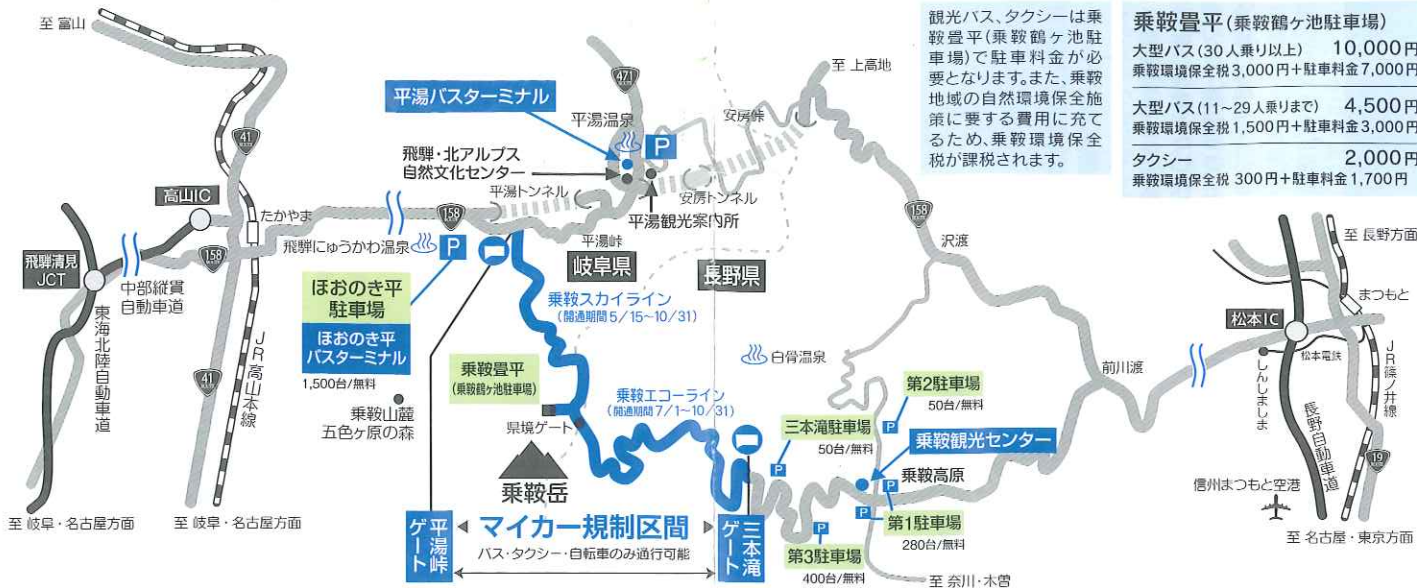 観光バス、タクシーは乗
鞍畳平(乗鞍鶴ヶ池駐
車場)で駐車料金が必
要となります。また、乗鞍
地域の自然環境保全施
策に要する費用に充て
るため、乗鞍環境保全
税が課税されます。
乗鞍畳平(乗鞍鶴ヶ池駐車場)
大型バス(30人乗り以上) 10,000円
乗鞍環境保全税3,000円+駐車料金7,000円
大型バス(11~29人乗りまで) 4,500円
乗鞍環境保全税1,500円+駐車料金3,000円
タクシー 2,000円
乗鞍環境保全税 300円+駐車料金1,700円
至 富山
41
ROUTE
高山IC
たかやま
飛騨清見
JCT
158
ROUTE
中部縦貫
自動車道
東海北陸自動車道
JR高山本線
41
ROUTE
至 岐阜・名古屋方面
至 岐阜・名古屋方面
飛騨にゅうかわ温泉
P
158
ROUTE
ほおのき平
駐車場
ほおのき平
バスターミナル
1,500台/無料
乗鞍山麓
五色ヶ原の森
平湯バスターミナル
471
ROUTE
平湯温泉
P
飛騨・北アルプス
自然文化センター
平湯トンネル
平湯観光案内所
安房トンネル
安房峠
至 上高地
平湯峠
岐阜県
長野県
乗鞍スカイライン
(開通期間5/15~10/31)
乗鞍畳平
(乗鞍鶴ヶ池駐車場)
県境ゲート
乗鞍岳
乗鞍エコーライン
(開通期間7/1~10/31)
白骨温泉
158
ROUTE
沢渡
前川渡
三本滝駐車場
50台/無料
P
第2駐車場
50台/無料
P
乗鞍観光センター
乗鞍高原
P
P
第1駐車場
280台/無料
P
第3駐車場
400台/無料
至 奈川・木曽
平湯峠
ゲート
マイカー規制区間
バス・タクシー・自転車のみ通行可能
三本滝
ゲート
至 長野方面
まつもと
松本IC
松本電鉄
しんしましま
JR篠ノ井線
長野自動車道
19
ROUTE
信州まつもと空港
至 名古屋・東京方面